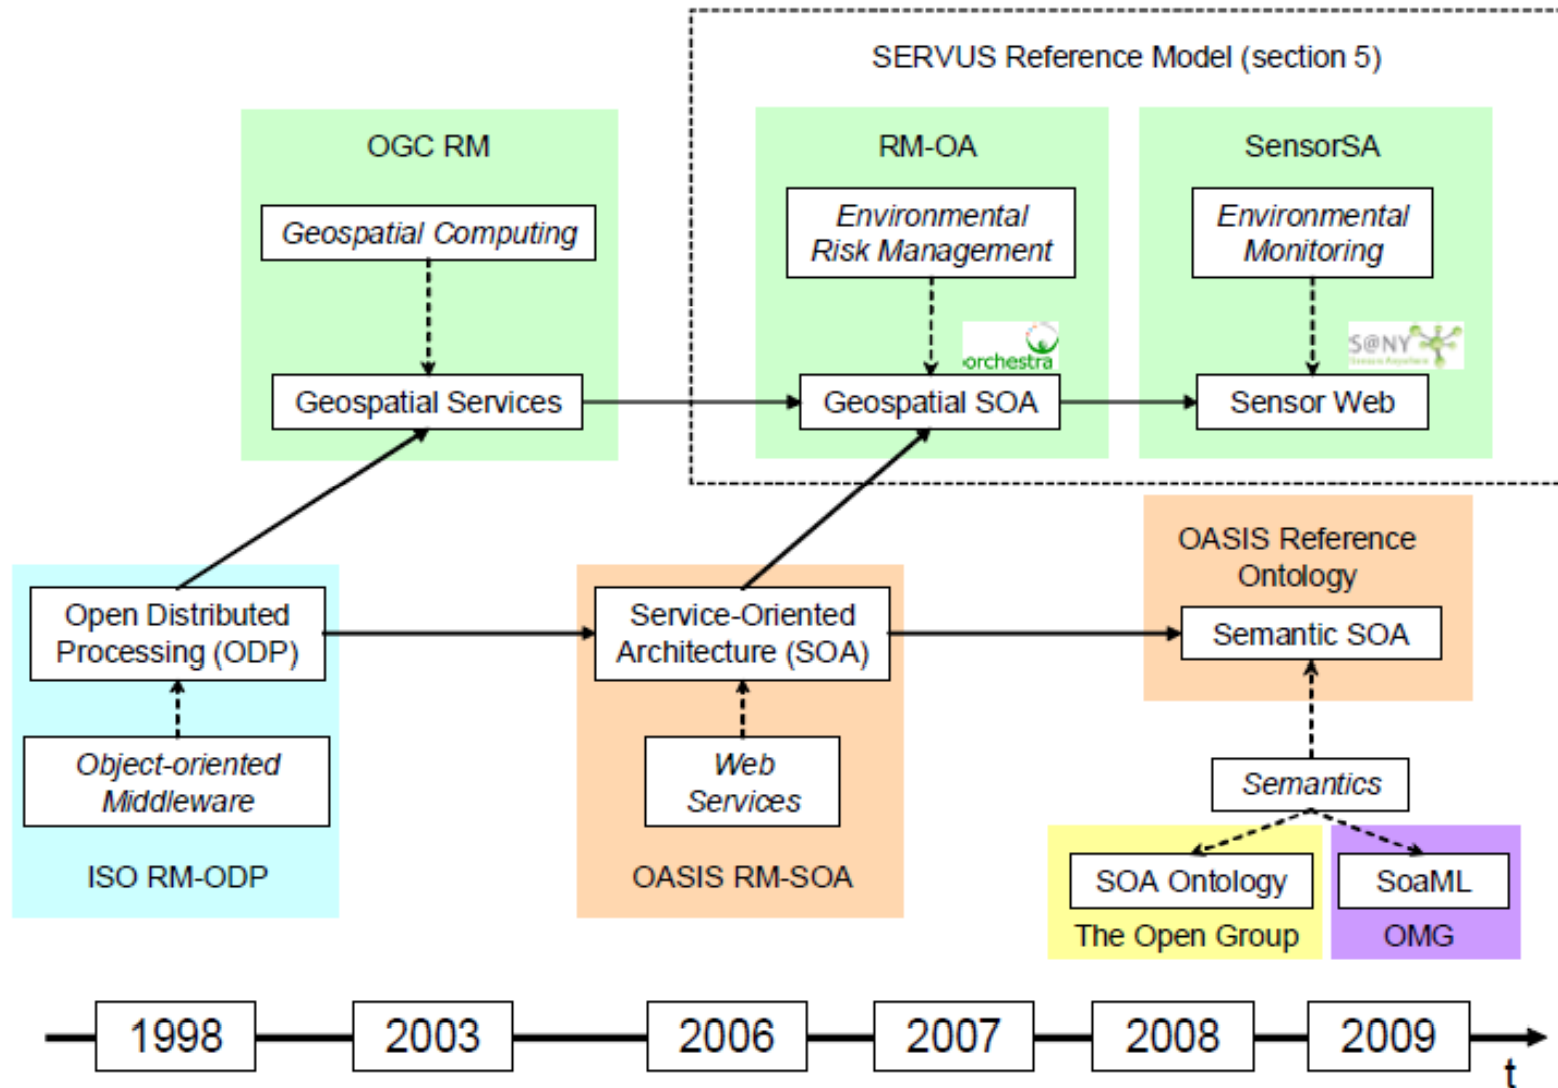 SERVUS Reference Model (section 5)
OGC RM
Geospatial Computing
Geospatial Services
RM-OA
Environmental
Risk Management
orchestra
Geospatial SOA
SensorSA
Environmental
Monitoring
S@NY
Sensors Anywhere
Sensor Web
Open Distributed
Processing (ODP)
Object-oriented
Middleware
ISO RM-ODP
Service-Oriented
Architecture (SOA)
Web
Services
OASIS RM-SOA
OASIS Reference
Ontology
Semantic SOA
Semantics
SOA Ontology
The Open Group
SoaML
OMG
1998
2003
2006
2007
2008
2009
t